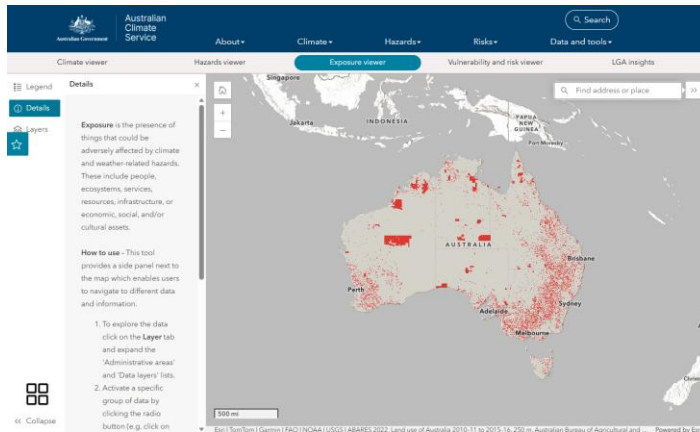 Australian Government
Australian
Climate
Service
Search
About
Climate
Hazards
Risks
Data and tools
Climate viewer
Hazards viewer
Exposure viewer
Vulnerability and risk viewer
LGA insights
Legend
Details
Layers
Collapse
Details
Exposure is the presence of
things that could be
adversely affected by climate
and weather-related hazards.
These include people,
ecosystems, services,
resources, infrastructure, or
economic, social, and/or
cultural assets.
How to use - This tool
provides a side panel next to
the map which enables users
to navigate to different data
and information.
1. To explore the data
click on the Layer tab
and expand the
'Administrative areas'
and 'Data layers' lists.
2. Activate a specific
group of data by
clicking the radio
button (e.g. click on
Find address or place
Singapore
Jakarta
INDONESIA
PAPUA
NEW
GUINEA
Port Moresby
AUSTRALIA
Brisbane
Perth
Sydney
Adelaide
Melbourne
Christ
500 mi
Esri | TomTom | Garmin | FAO | NOAA | USGS | ABARES 2022, Land use of Australia 2010-11 to 2015-16, 250 m, Australian Bureau of Agricultural and ...
Powered by